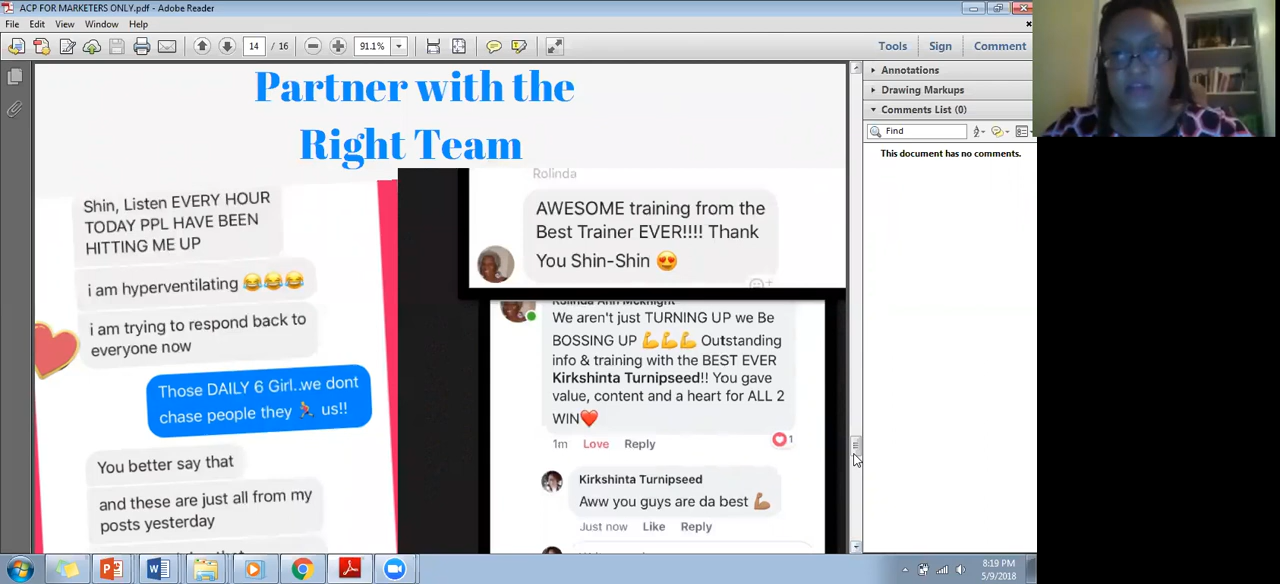 ACP FOR MARKETERS ONLY.pdf - Adobe Reader
File Edit View Window Help
14 / 16
91.1%
Tools Sign Comment
Annotations
Drawing Markups
Comments List (0)
Find
This document has no comments.
Partner with the
Right Team
Shin, Listen EVERY HOUR
TODAY PPL HAVE BEEN
HITTING ME UP
i am hyperventilating 😂😂😂
i am trying to respond back to
everyone now
Those DAILY 6 Girl..we dont
chase people they 🏃 us!!
You better say that
and these are just all from my
posts yesterday
Rolinda
AWESOME training from the
Best Trainer EVER!!!! Thank
You Shin-Shin 😍
Rolinda Ann McKnight
We aren't just TURNING UP we Be
BOSSING UP 💪💪💪 Outstanding
info & training with the BEST EVER
Kirkshinta Turnipseed!! You gave
value, content and a heart for ALL 2
WIN❤️
1m Love Reply
1
Kirkshinta Turnipseed
Aww you guys are da best 💪🏽
Just now Like Reply
8:19 PM
5/9/2018